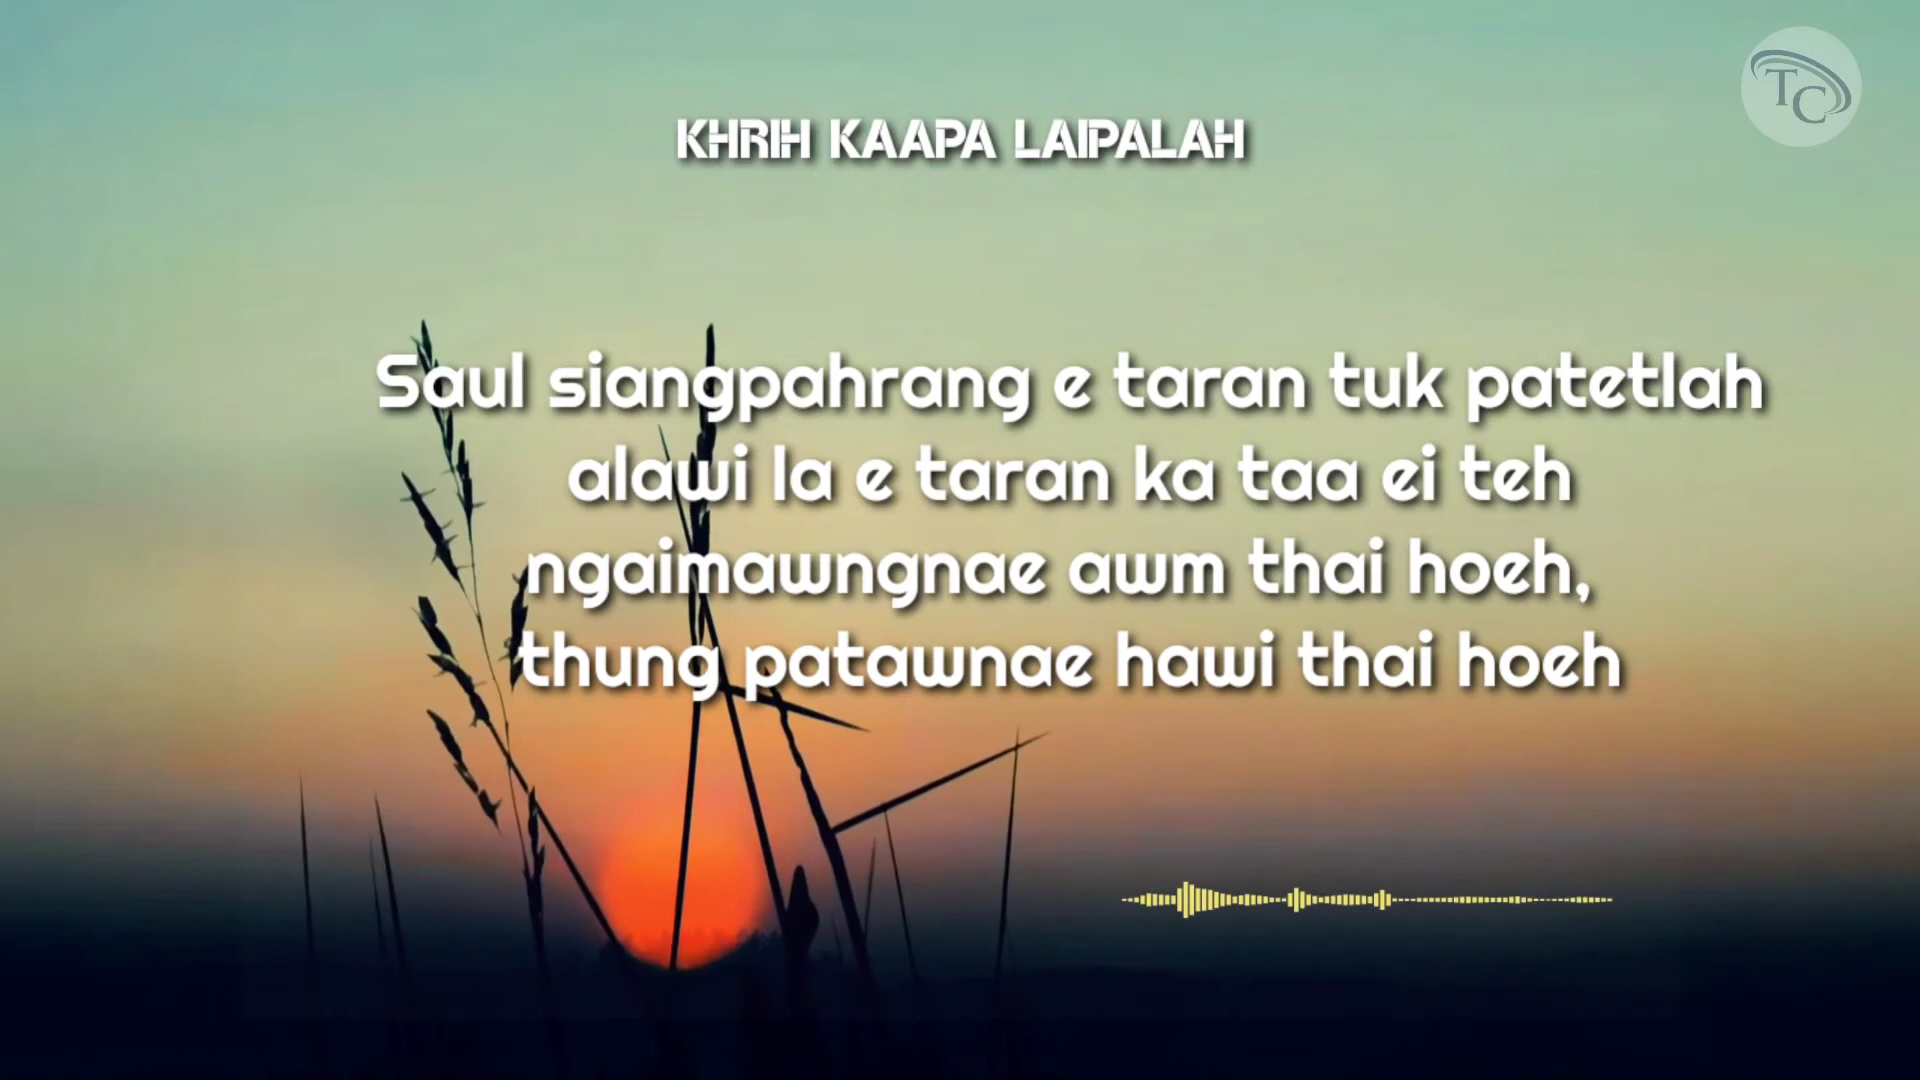 TC
KHRIH KAAPA LAIPALAH
Saul siangpahrang e taran tuk patetlah
alawi la e taran ka taa ei teh
ngaimawngnae awm thai hoeh,
thung patawnae hawi thai hoeh